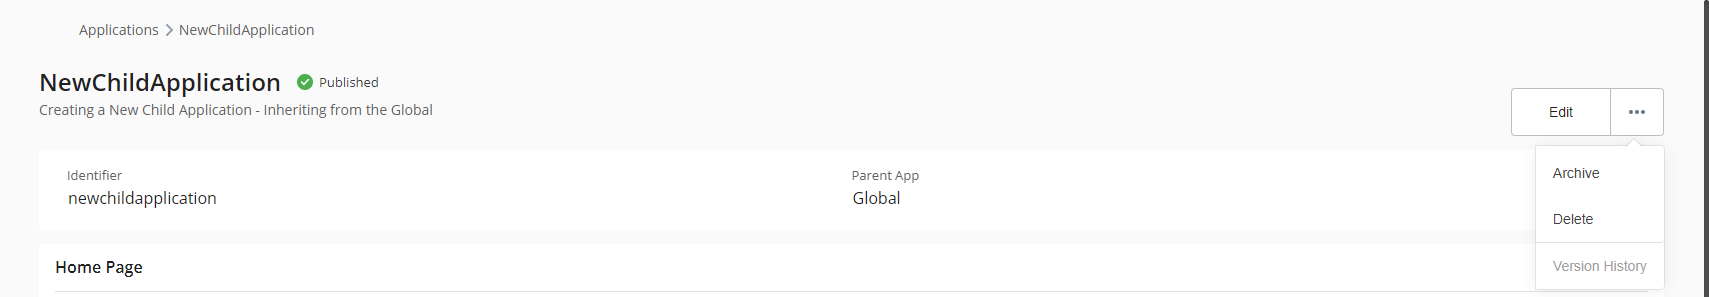 Applications > NewChildApplication
NewChildApplication Published
Creating a New Child Application - Inheriting from the Global
Edit ...
Identifier
newchildapplication
Parent App
Global
Archive
Delete
Version History
Home Page